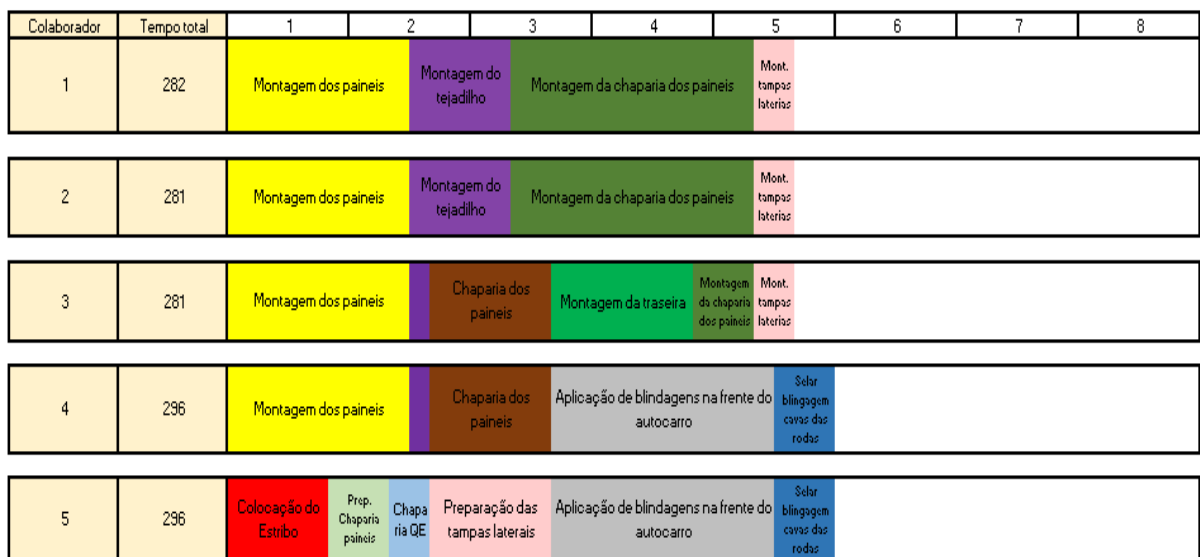 Colaborador Tempo total 1 2 3 4 5 6 7 8
1 282 Montagem dos paineis Montagem do tejadilho Montagem da chaparia dos paineis Mont. tampas laterias
2 281 Montagem dos paineis Montagem do tejadilho Montagem da chaparia dos paineis Mont. tampas laterias
3 281 Montagem dos paineis Chaparia dos paineis Montagem da traseira Montagem da chaparia dos paineis Mont. tampas laterias
4 296 Montagem dos paineis Chaparia dos paineis Aplicação de blindagens na frente do autocarro Selar blingagem cavas das rodas
5 296 Colocação do Estribo Prep. Chaparia paineis Chapa ria QE Preparação das tampas laterais Aplicação de blindagens na frente do autocarro Selar blingagem cavas das rodas